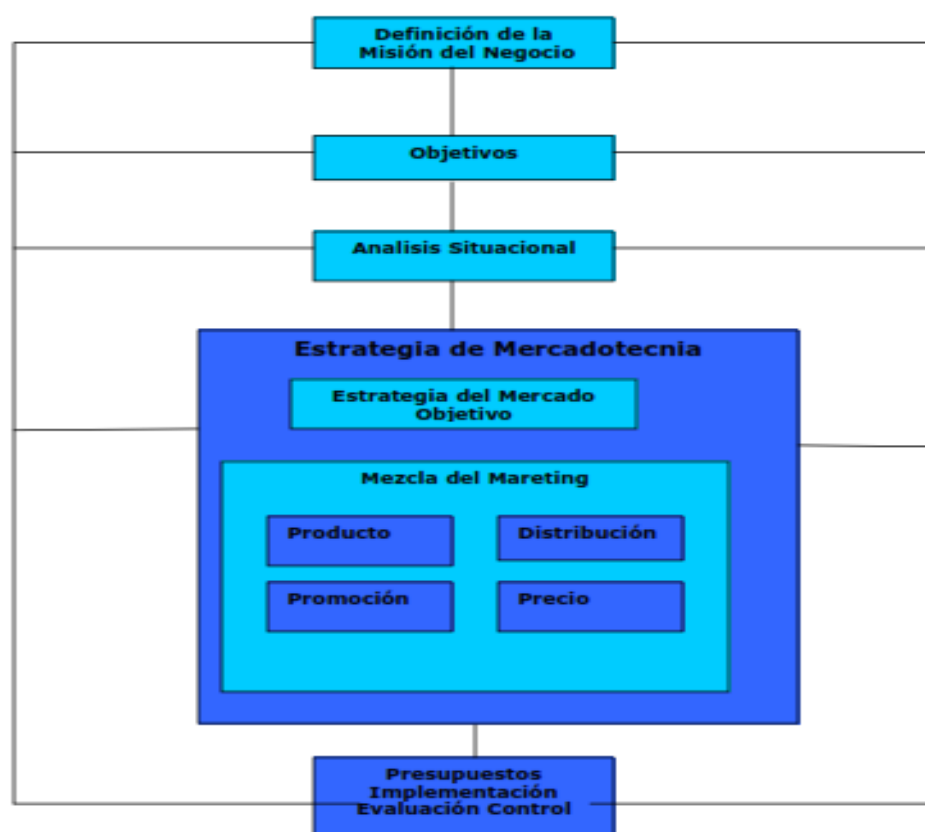 Definición de la
Misión del Negocio
Objetivos
Analisis Situacional
Estrategia de Mercadotecnia
Estrategia del Mercado
Objetivo
Mezcla del Mareting
Producto
Distribución
Promoción
Precio
Presupuestos
Implementación
Evaluación Control